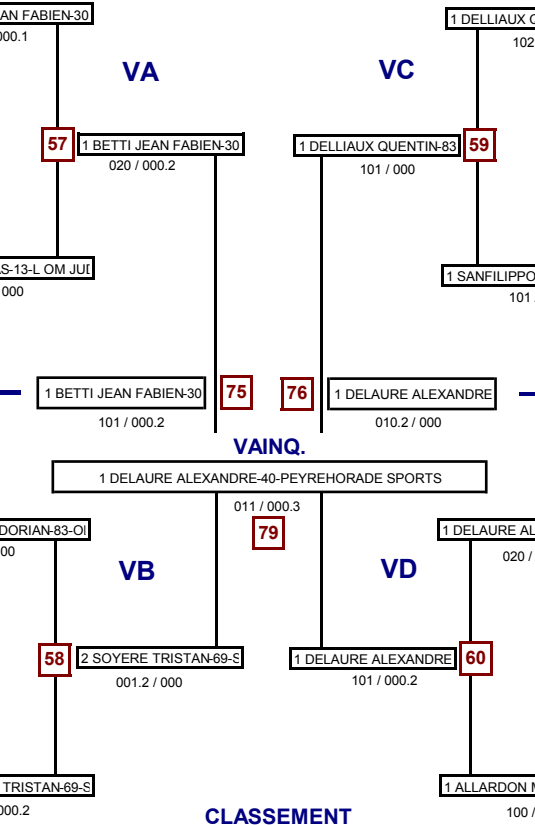 AN FABIEN-30
000.1
1 DELLIAUX
102
VA
VC
57
1 BETTI JEAN FABIEN-30
020 / 000.2
1 DELLIAUX QUENTIN-83
101 / 000
59
S-13-L OM JUD
000
1 SANFILIPPO
101
1 BETTI JEAN FABIEN-30
101 / 000.2
75
76
1 DELAURE ALEXANDRE
010.2 / 000
VAINQ.
1 DELAURE ALEXANDRE-40-PEYREHORADE SPORTS
011 / 000.3
79
DORIAN-83-OL
00
1 DELAURE AL
020 /
VB
VD
58
2 SOYERE TRISTAN-69-S
001.2 / 000
1 DELAURE ALEXANDRE
101 / 000.2
60
TRISTAN-69-S
000.2
1 ALLARDON M
100 /
CLASSEMENT